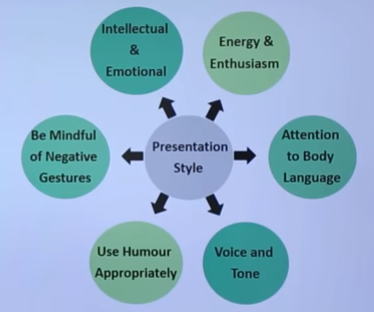 Intellectual
&
Emotional
Energy &
Enthusiasm
Be Mindful
of Negative
Gestures
Presentation
Style
Attention
to Body
Language
Use Humour
Appropriately
Voice and
Tone